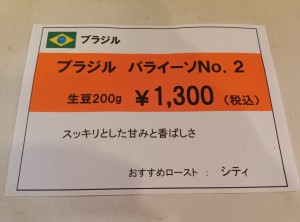 ブラジル
ブラジル パライーソNo.2
生豆200g ￥1,300 （税込）
スッキリとした甘みと香ばしさ
おすすめロースト : シティ